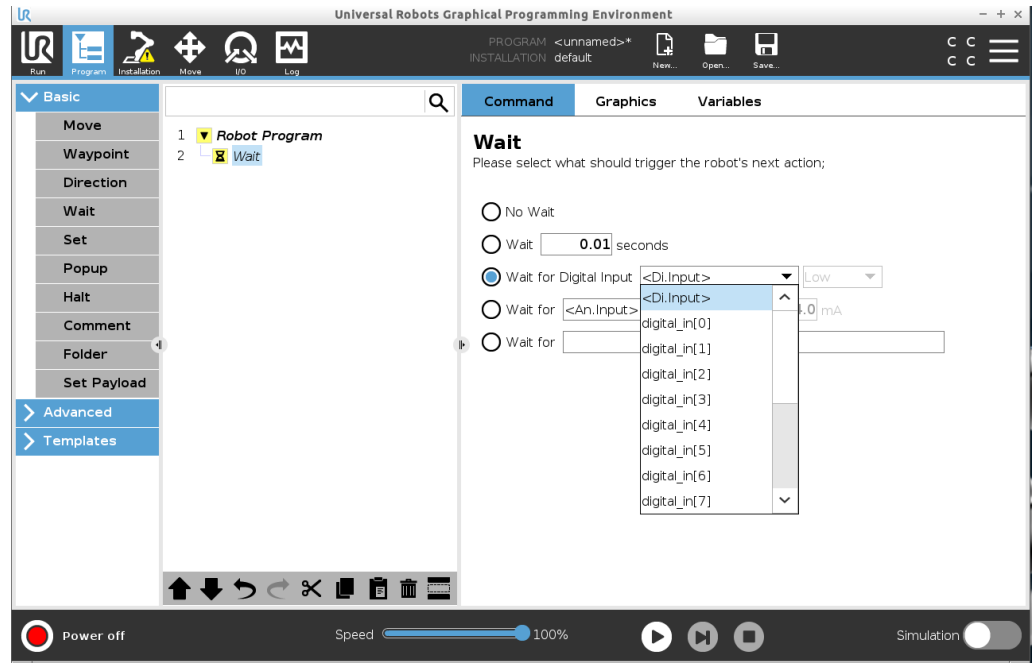 UR Universal Robots Graphical Programming Environment - + ×
UR
Run Program Installation Move I/O Log
PROGRAM <unnamed>*
INSTALLATION default
New... Open... Save...
C C
C C
Basic
Move
Waypoint
Direction
Wait
Set
Popup
Halt
Comment
Folder
Set Payload
Advanced
Templates
1 Robot Program
2 Wait
Command Graphics Variables
Wait
Please select what should trigger the robot's next action;
No Wait
Wait 0.01 seconds
Wait for Digital Input <Di.Input> Low
Wait for <An.Input> .0 mA
Wait for
<Di.Input>
digital_in[0]
digital_in[1]
digital_in[2]
digital_in[3]
digital_in[4]
digital_in[5]
digital_in[6]
digital_in[7]
Power off Speed 100% Simulation